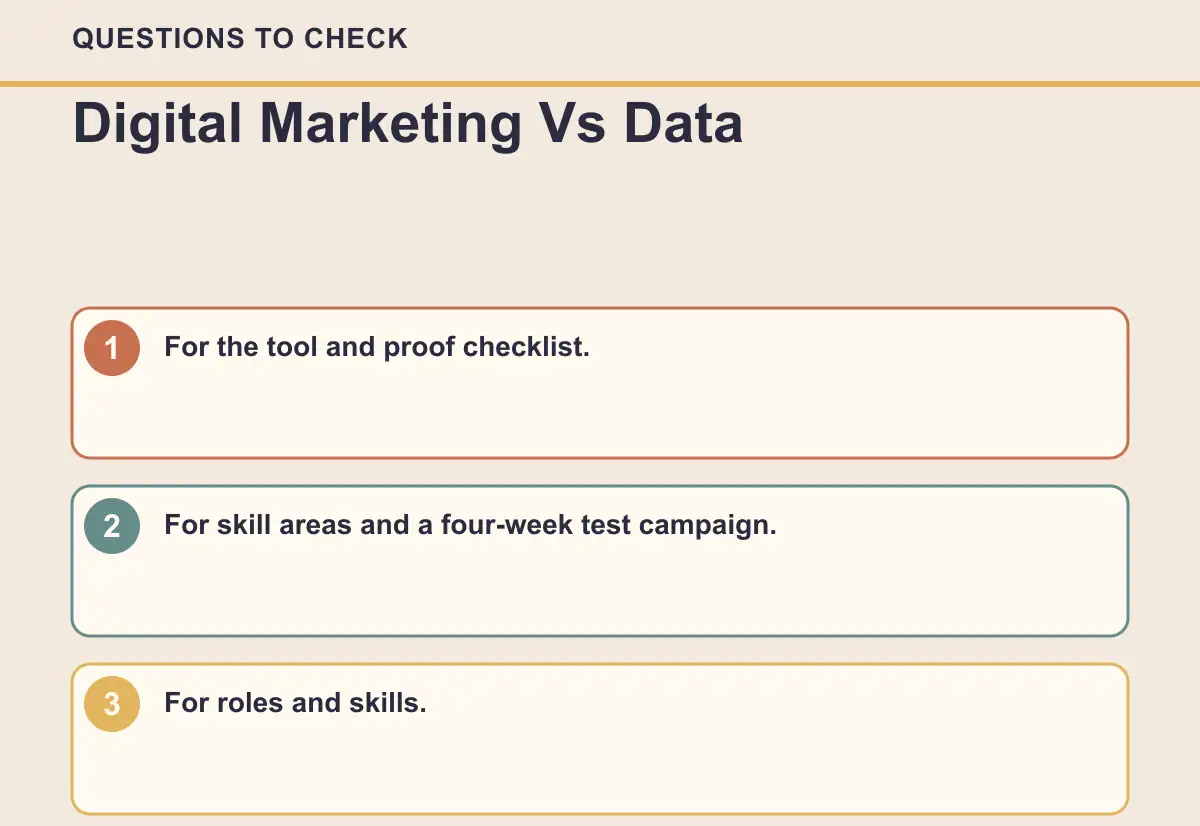 QUESTIONS TO CHECK
Digital Marketing Vs Data
1 For the tool and proof checklist.
2 For skill areas and a four-week test campaign.
3 For roles and skills.